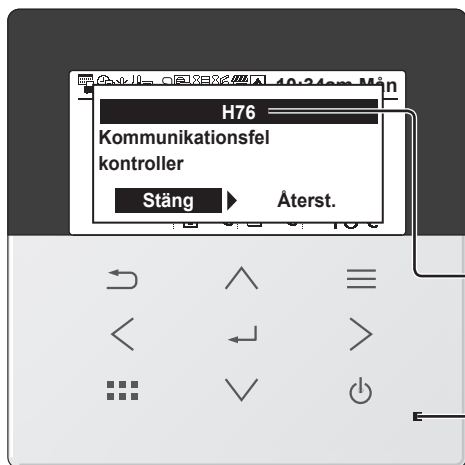 10:34am Mån
H76
Kommunikationsfel
kontroller
Stäng Återst.